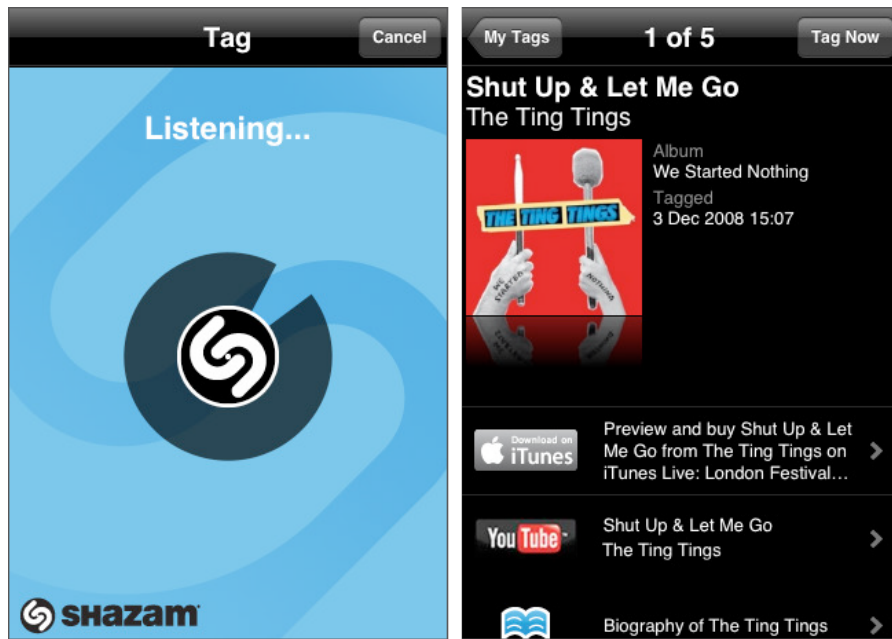 Tag
Cancel
Listening...
SHAZAM
My Tags
1 of 5
Tag Now
Shut Up & Let Me Go
The Ting Tings
THE TING TINGS
WE
STARTED
NOTHING
Album
We Started Nothing
Tagged
3 Dec 2008 15:07
Download on
iTunes
Preview and buy Shut Up & Let
Me Go from The Ting Tings on
iTunes Live: London Festival...
YouTube
Shut Up & Let Me Go
The Ting Tings
Biography of The Ting Tings